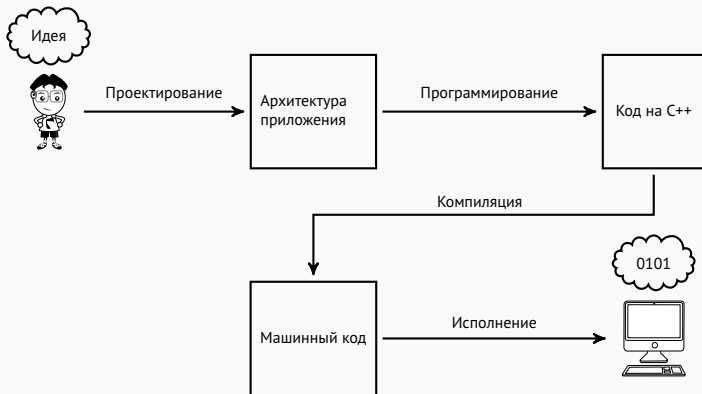 Идея
Проектирование
Архитектура
приложения
Программирование
Код на C++
Компиляция
Машинный код
Исполнение
0101